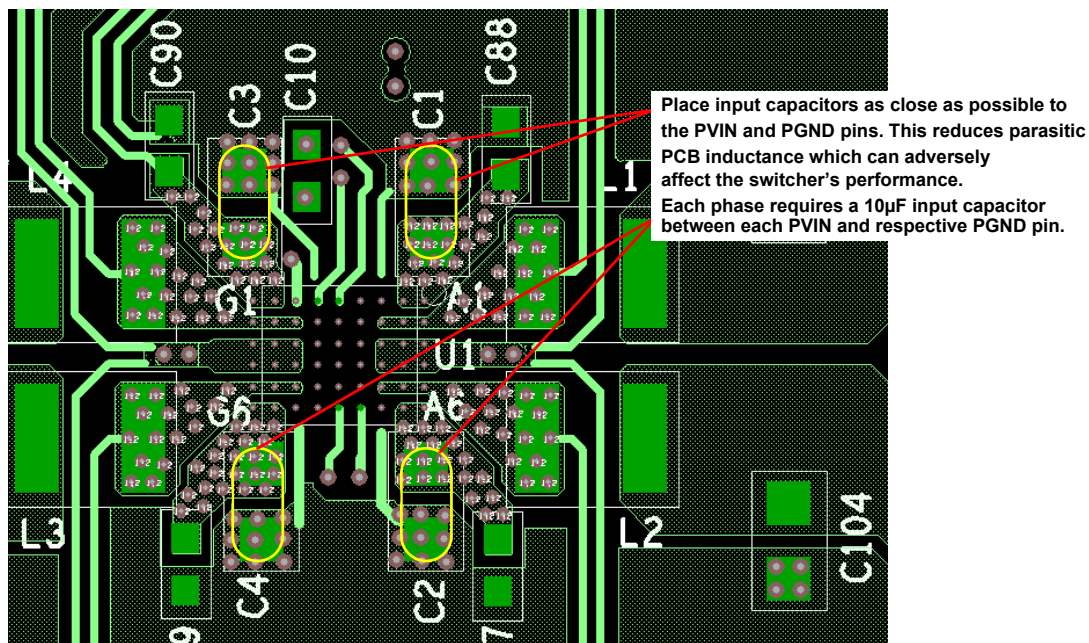 C90
C3
C10
C1
C88
Place input capacitors as close as possible to
the PVIN and PGND pins. This reduces parasitic
PCB inductance which can adversely
affect the switcher’s performance.
Each phase requires a 10µF input capacitor
between each PVIN and respective PGND pin.
L4
L1
G1
A1
U1
G6
A6
L3
L2
C4
C2
C104
9
7